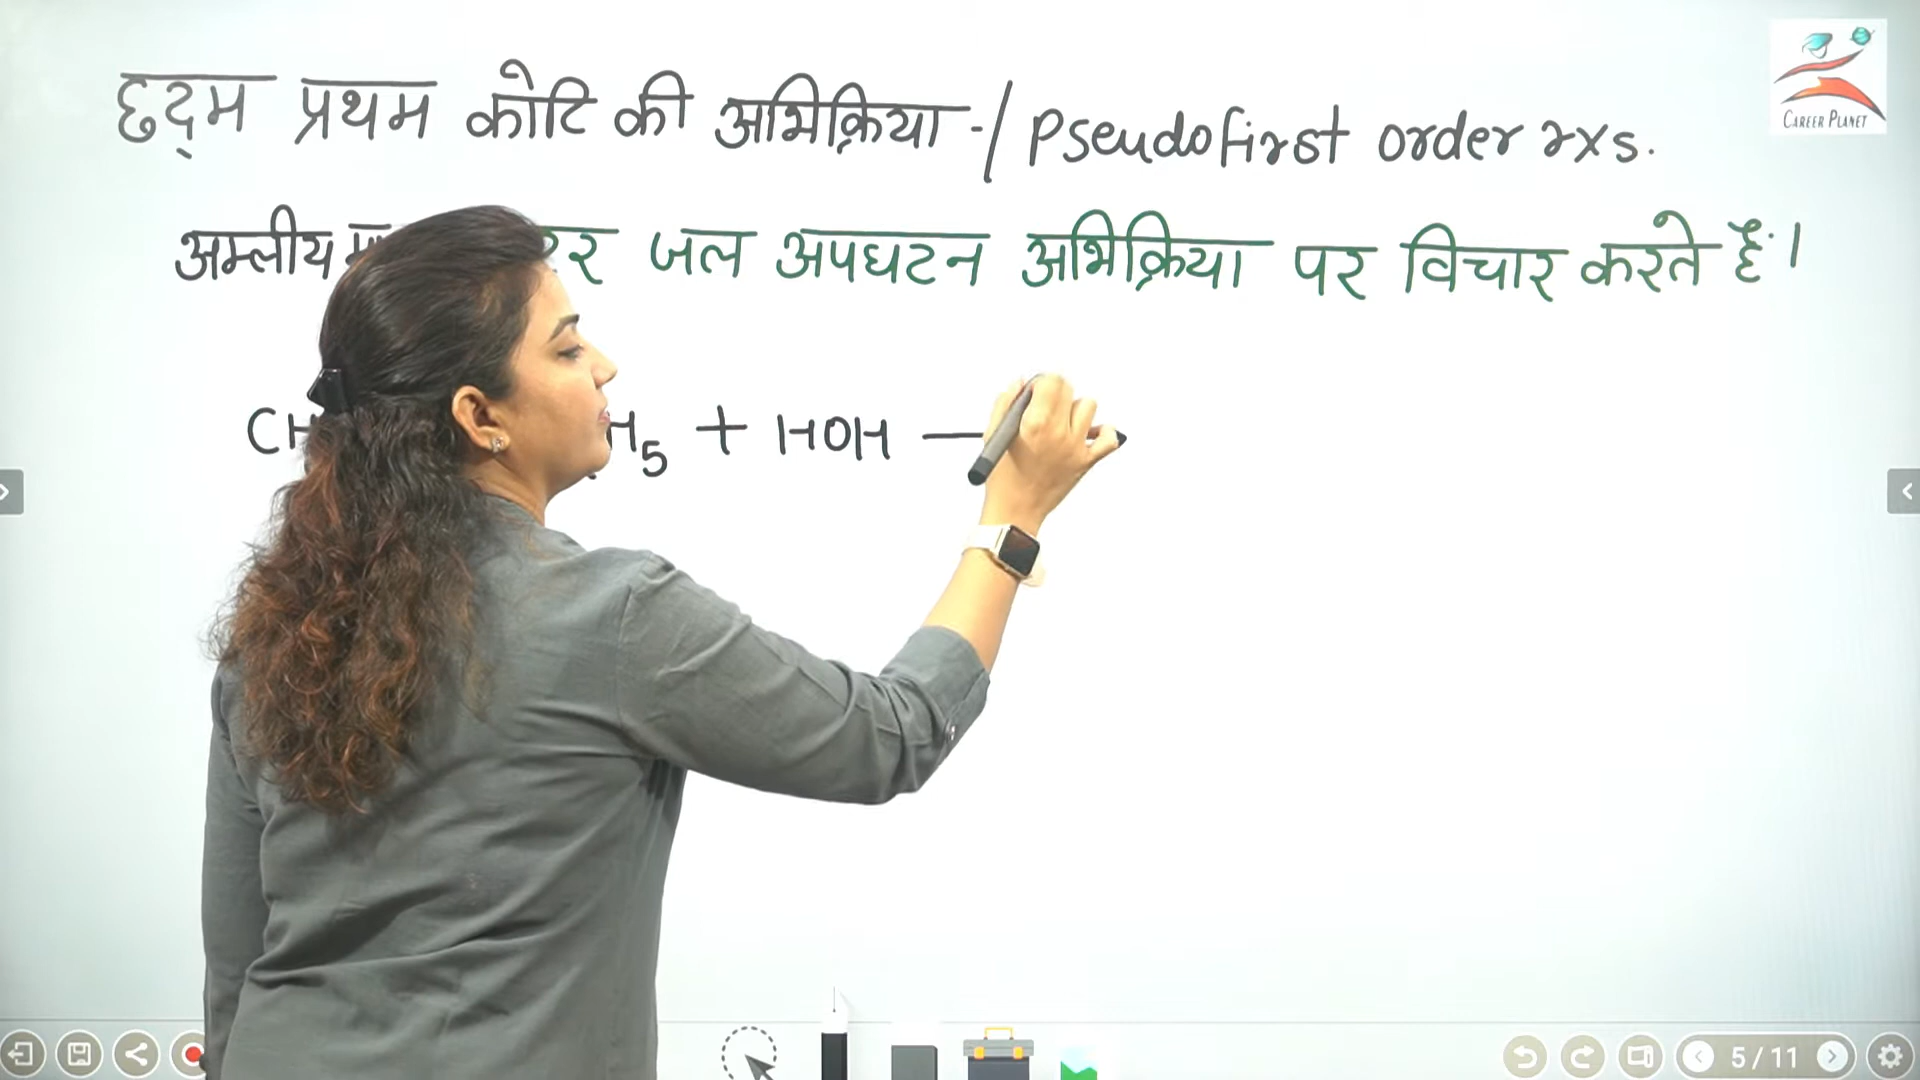 छद्म प्रथम कोटि की अभिक्रिया -/ Pseudo first order rxs.
CAREER PLANET
अम्लीय जल अपघटन अभिक्रिया पर विचार करते हैं।
CH H5 + HOH —
5/11